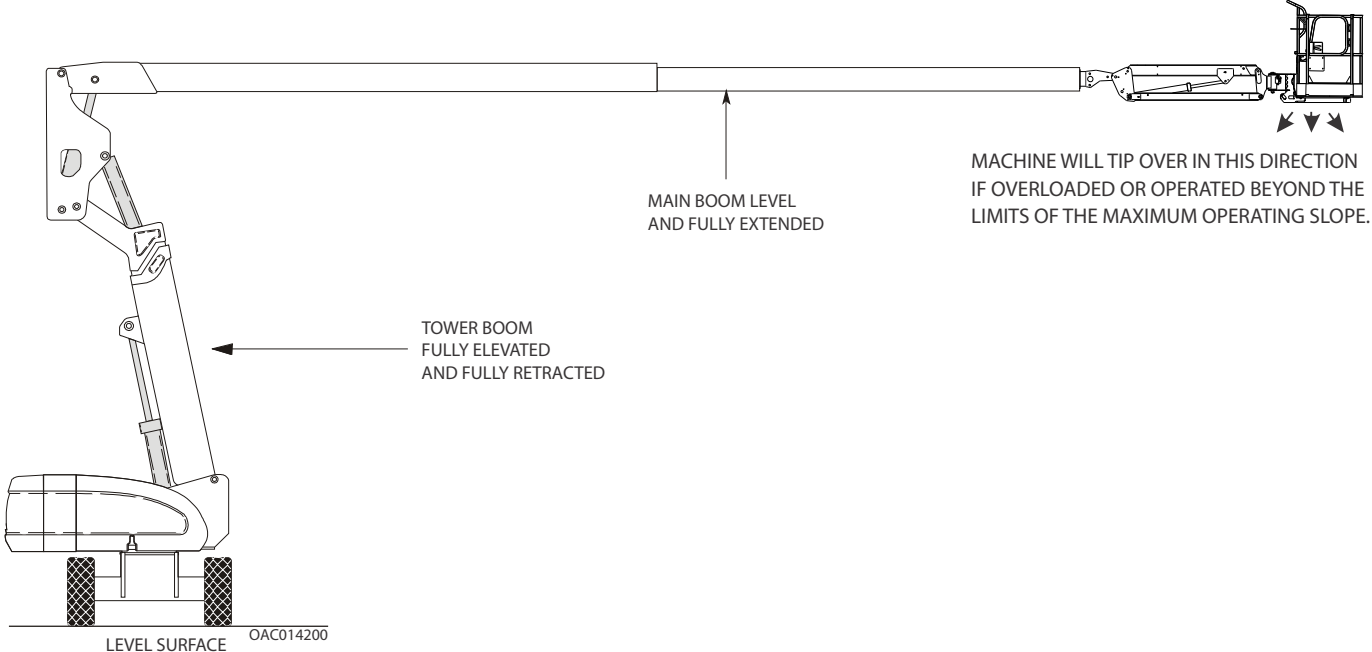 MACHINE WILL TIP OVER IN THIS DIRECTION
IF OVERLOADED OR OPERATED BEYOND THE
LIMITS OF THE MAXIMUM OPERATING SLOPE.
MAIN BOOM LEVEL
AND FULLY EXTENDED
TOWER BOOM
FULLY ELEVATED
AND FULLY RETRACTED
LEVEL SURFACE
OAC014200